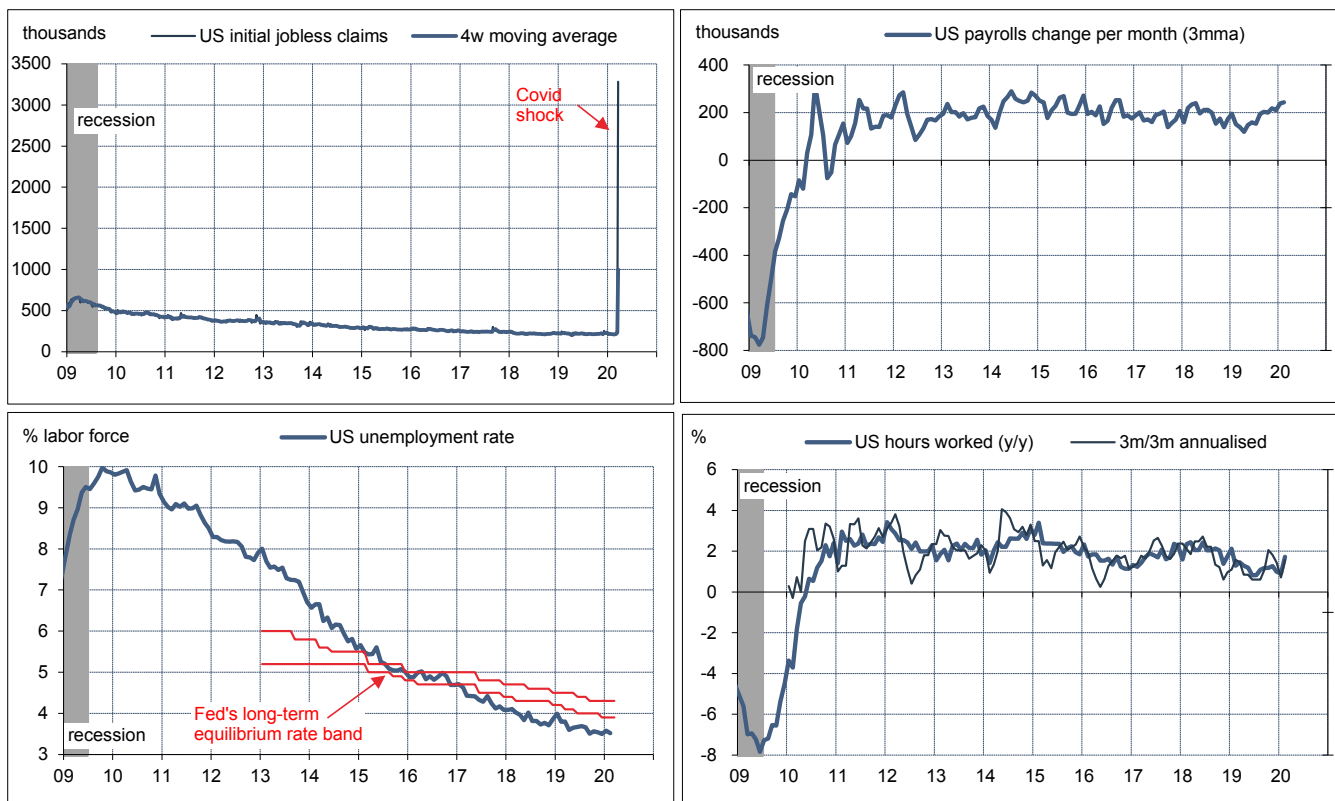 thousands
US initial jobless claims
4w moving average
3500
3000
2500
2000
1500
1000
500
0
recession
Covid
shock
09 10 11 12 13 14 15 16 17 18 19 20
thousands
US payrolls change per month (3mma)
400
200
0
-200
-400
-600
-800
recession
09 10 11 12 13 14 15 16 17 18 19 20
% labor force
US unemployment rate
10
9
8
7
6
5
4
3
Fed's long-term
equilibrium rate band
recession
09 10 11 12 13 14 15 16 17 18 19 20
%
US hours worked (y/y)
3m/3m annualised
6
4
2
0
-2
-4
-6
-8
recession
09 10 11 12 13 14 15 16 17 18 19 20